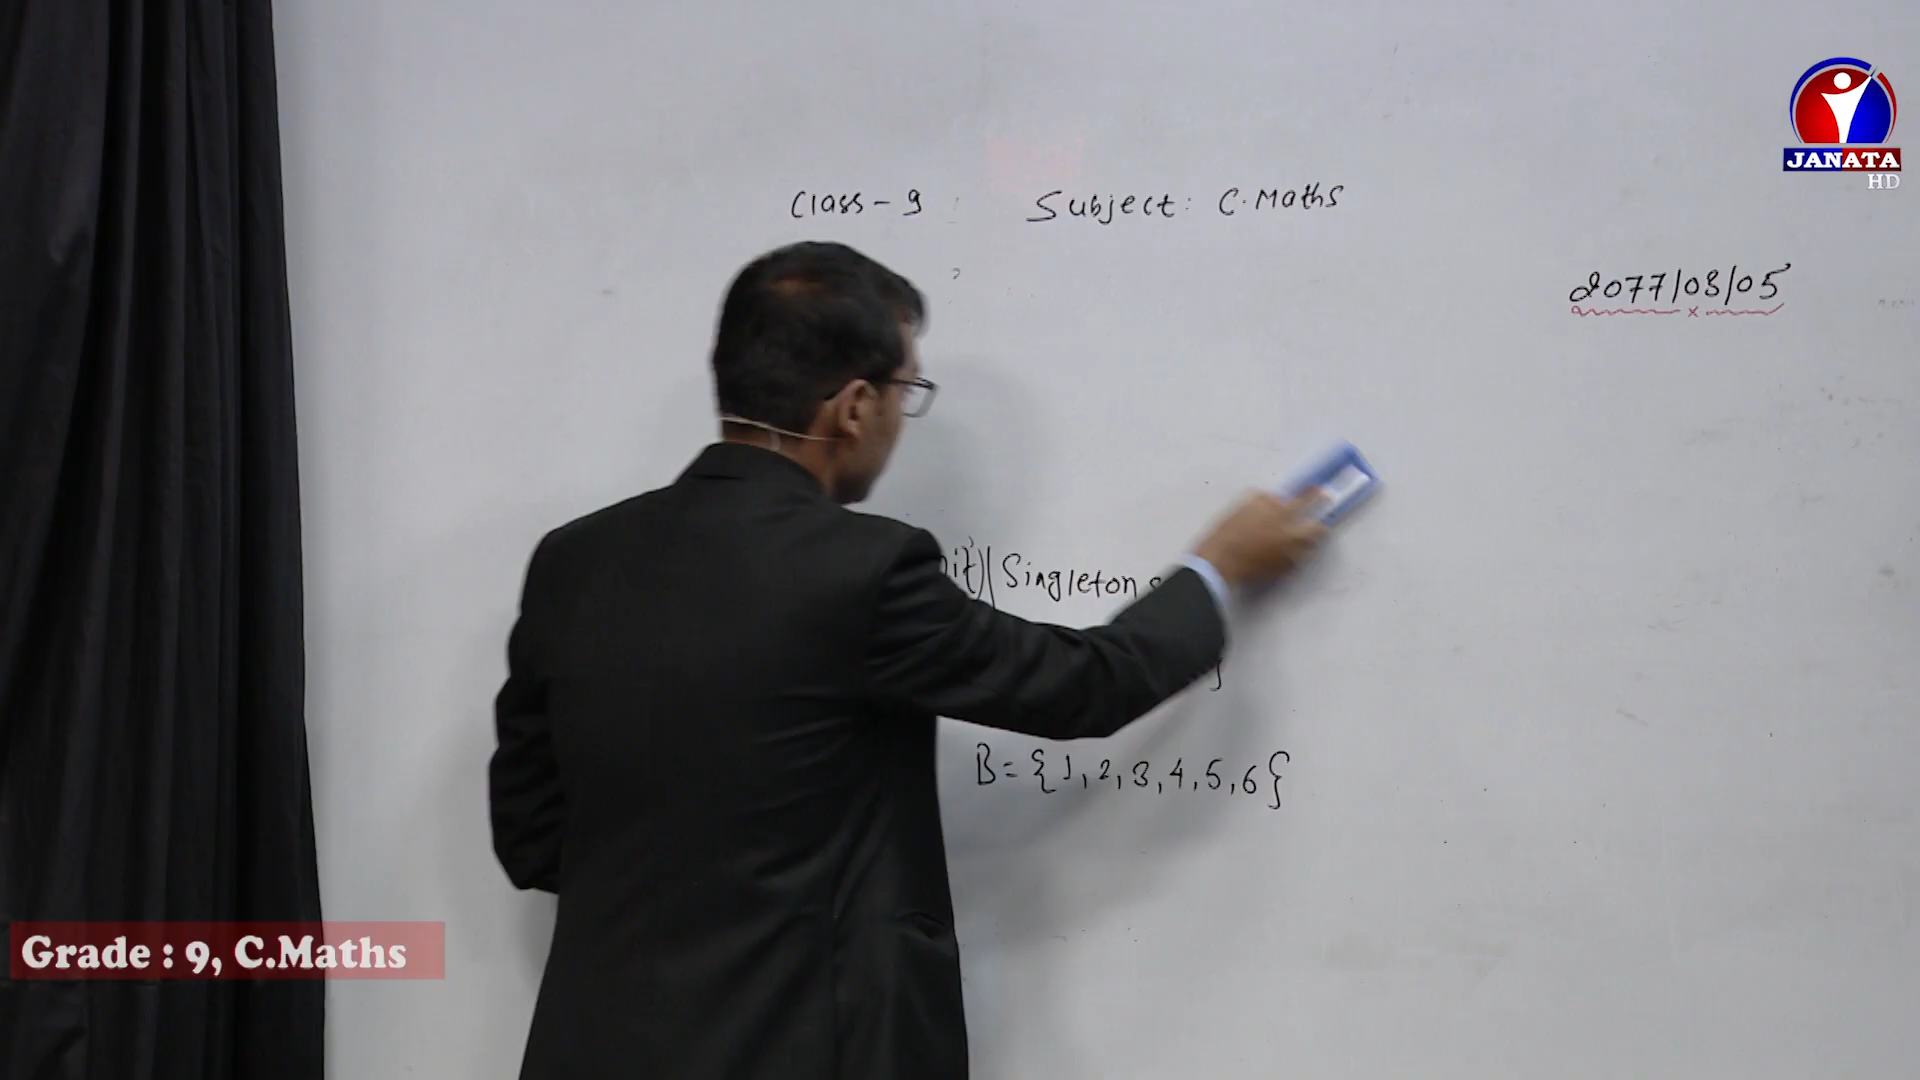 JANATA
HD
Class-9 Subject: C.Maths
2077/08/05
Singleton
}
B = {1, 2, 3, 4, 5, 6}
Grade : 9, C.Maths